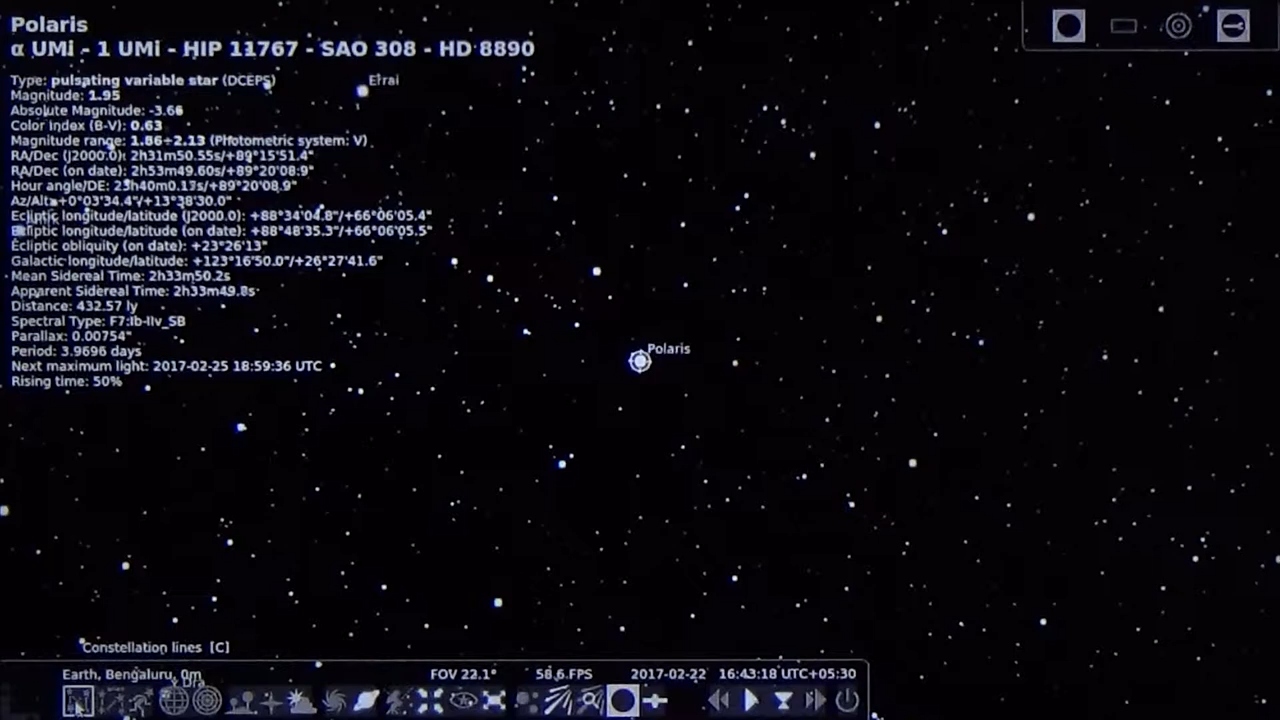 Polaris
α UMi - 1 UMi - HIP 11767 - SAO 308 - HD 8890
Type: pulsating variable star (DCEPS)
Errai
Magnitude: 1.95
Absolute Magnitude: -3.66
Color Index (B-V): 0.63
Magnitude range: 1.86÷2.13 (Photometric system: V)
RA/Dec (J2000.0): 2h31m50.55s/+89°15'51.4"
RA/Dec (on date): 2h53m49.60s/+89°20'08.9"
Hour angle/DE: 23h40m0.17s/+89°20'08.9"
Az/Alt: +0°03'34.4"/+13°38'30.0"
Ecliptic longitude/latitude (J2000.0): +88°34'04.8"/+66°06'05.4"
Ecliptic longitude/latitude (on date): +88°48'35.3"/+66°06'05.5"
Ecliptic obliquity (on date): +23°26'13"
Galactic longitude/latitude: +123°16'50.0"/+26°27'41.6"
Mean Sidereal Time: 2h33m50.2s
Apparent Sidereal Time: 2h33m49.8s
Distance: 432.57 ly
Spectral Type: F7:Ib-IIv_SB
Parallax: 0.00754"
Polaris
Period: 3.9696 days
Next maximum light: 2017-02-25 18:59:36 UTC
Rising time: 50%
Constellation lines [C]
Earth, Bengaluru, 0m FOV 22.1° 58.6 FPS 2017-02-22 16:43:18 UTC+05:30